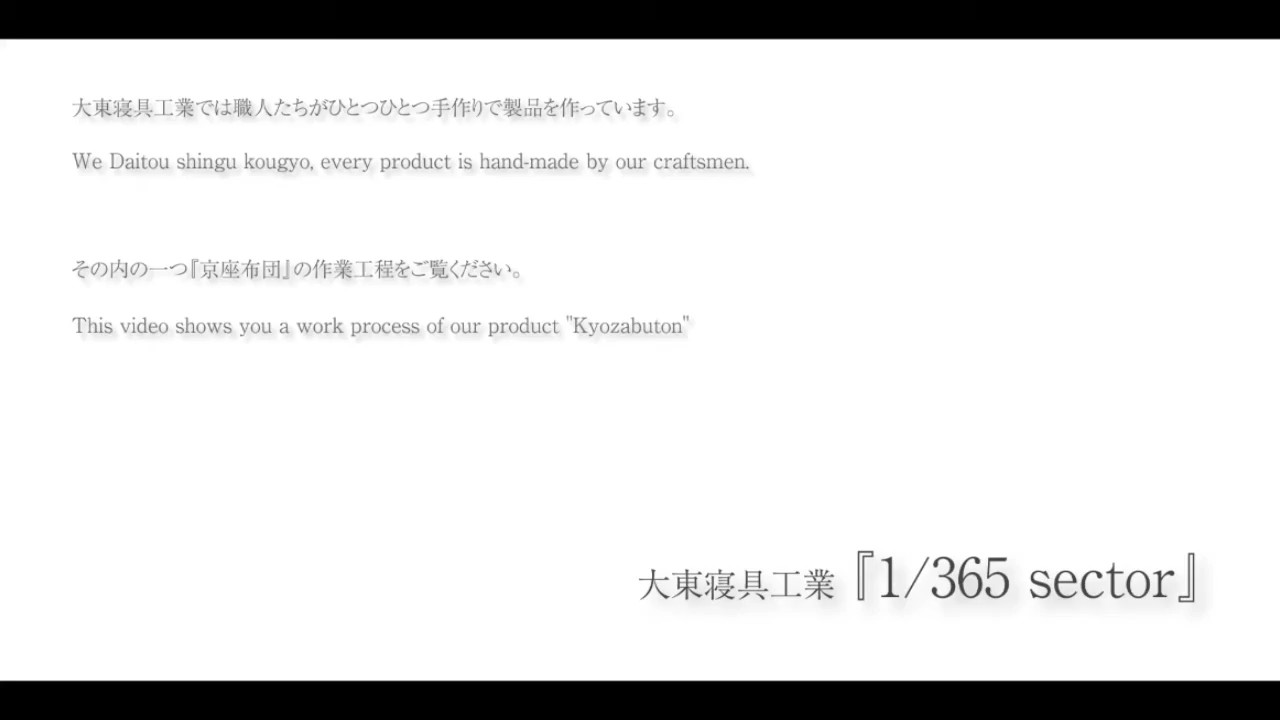 大東寝具工業では職人たちがひとつひとつ手作りで製品を作っています。
We Daitou shingu kougyo, every product is hand-made by our craftsmen.
その内の一つ『京座布団』の作業工程をご覧ください。
This video shows you a work process of our product "Kyozabuton"
大東寝具工業『1/365 sector』